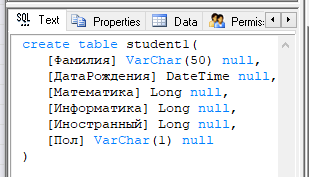 SQL Text Properties Data Permis
create table student1(
[Фамилия] VarChar(50) null,
[ДатаРождения] DateTime null,
[Математика] Long null,
[Информатика] Long null,
[Иностранный] Long null,
[Пол] VarChar(1) null
)